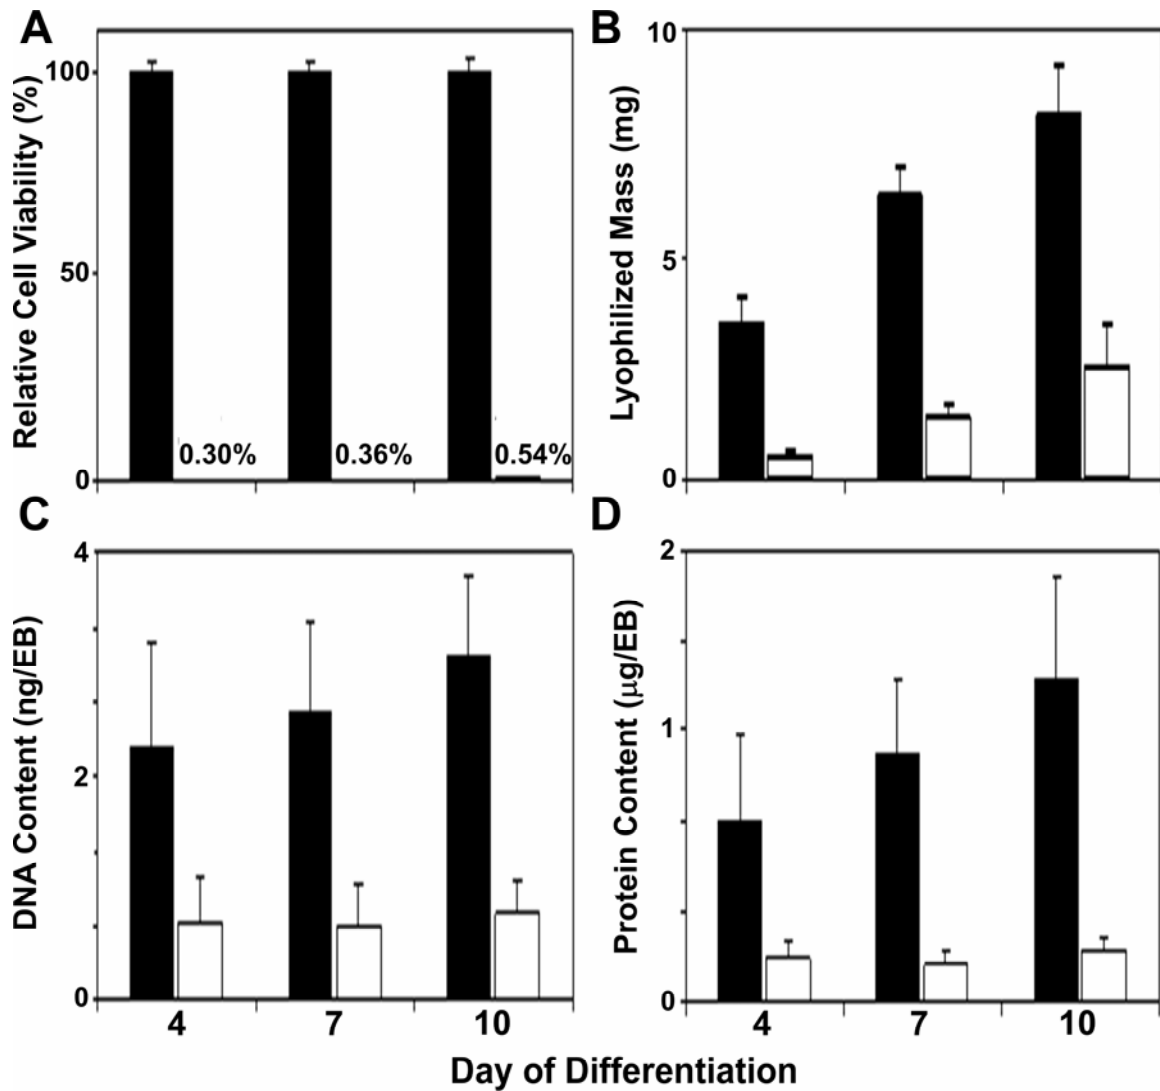 A
Relative Cell Viability (%)
100
50
0
0.30%
0.36%
0.54%
B
Lyophilized Mass (mg)
10
5
0
C
DNA Content (ng/EB)
4
2
0
4
7
10
D
Protein Content (μg/EB)
2
1
0
4
7
10
Day of Differentiation